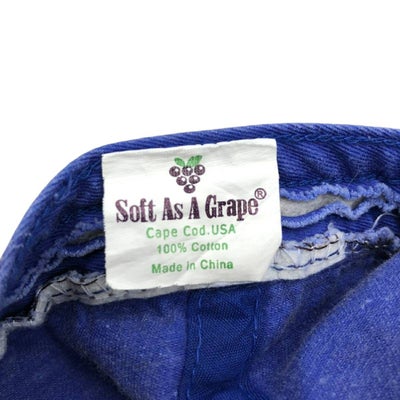 Soft As A Grape®
Cape Cod.USA
100% Cotton
Made in China